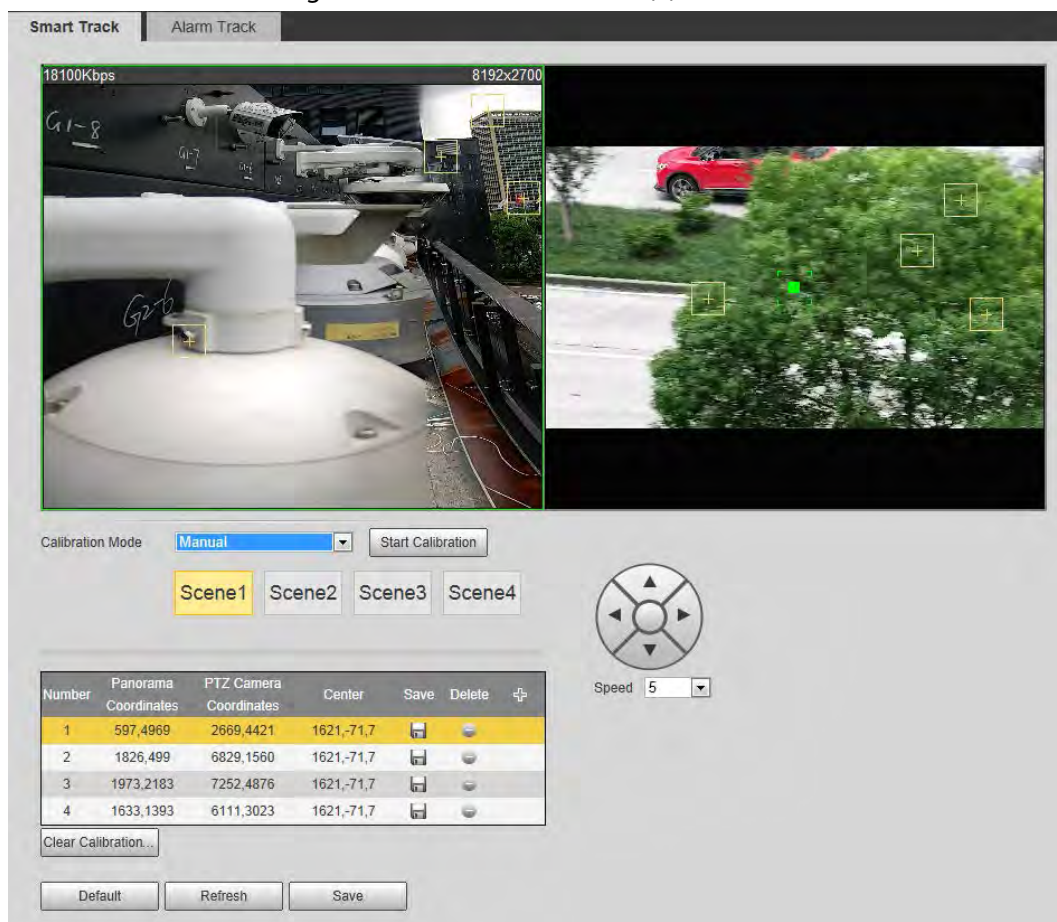 Smart Track Alarm Track
18100Kbps 8192x2700
G1-8
G1-7
G2-6
Calibration Mode Manual Start Calibration
Scene1 Scene2 Scene3 Scene4
Number Panorama Coordinates PTZ Camera Coordinates Center Save Delete
1 597,4969 2669,4421 1621,-71,7
2 1826,499 6829,1560 1621,-71,7
3 1973,2183 7252,4876 1621,-71,7
4 1633,1393 6111,3023 1621,-71,7
Speed 5
Clear Calibration...
Default Refresh Save